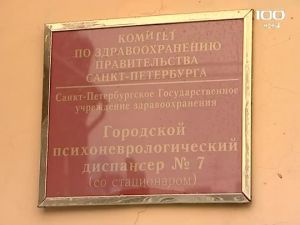 100
КОМИТЕТ
ПО ЗДРАВООХРАНЕНИЮ
ПРАВИТЕЛЬСТВА
САНКТ-ПЕТЕРБУРГА
Санкт-Петербургское Государственное
учреждение здравоохранения
Городской
психоневрологический
диспансер № 7
(со стационаром)